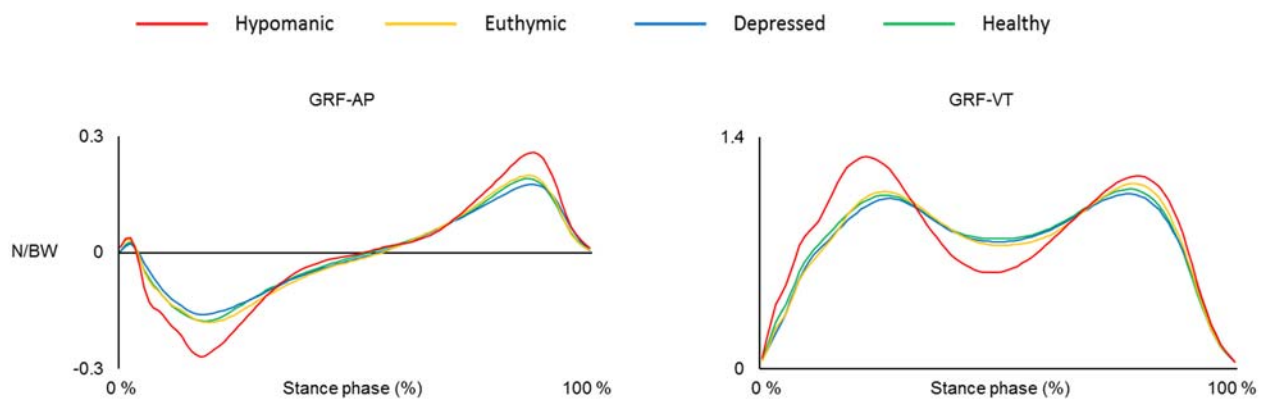 Hypomanic Euthymic Depressed Healthy
GRF-AP
0.3
N/BW 0
-0.3
0 % Stance phase (%) 100 %
GRF-VT
1.4
0
0 % Stance phase (%) 100 %